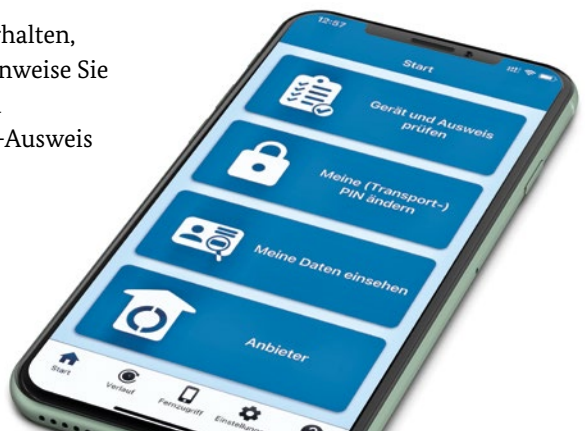 halten,
nweise Sie
-Ausweis
12:57
Start
Gerät und Ausweis
prüfen
Meine (Transport-)
PIN ändern
Meine Daten einsehen
Anbieter
Start
Verlauf
Fernzugriff
Einstellungen